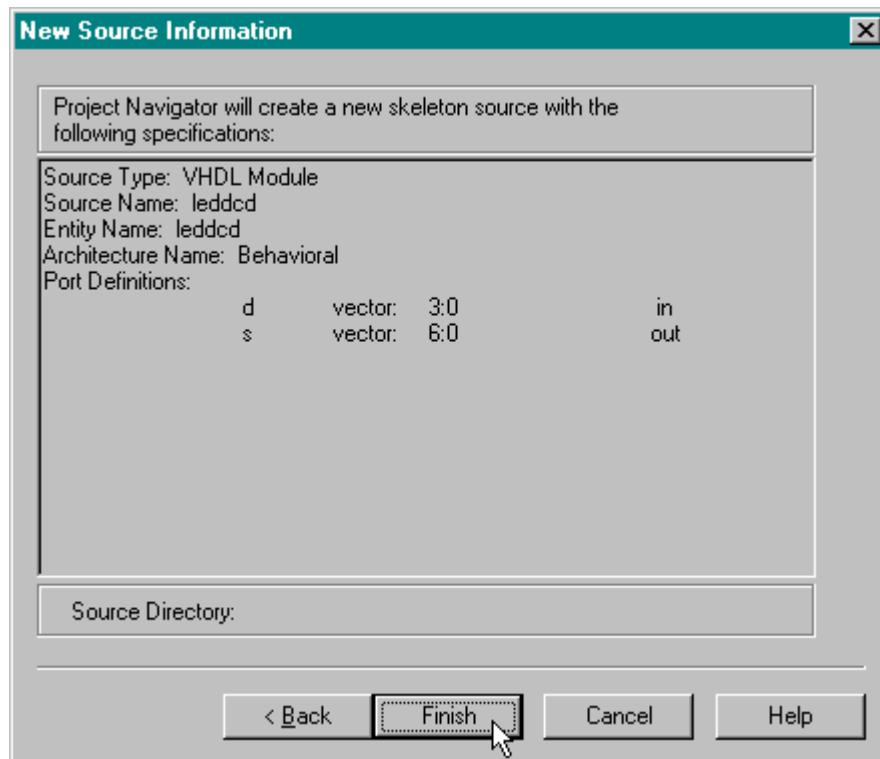 New Source Information
Project Navigator will create a new skeleton source with the
following specifications:
Source Type: VHDL Module
Source Name: leddcd
Entity Name: leddcd
Architecture Name: Behavioral
Port Definitions:
d vector: 3:0 in
s vector: 6:0 out
Source Directory:
< Back Finish Cancel Help